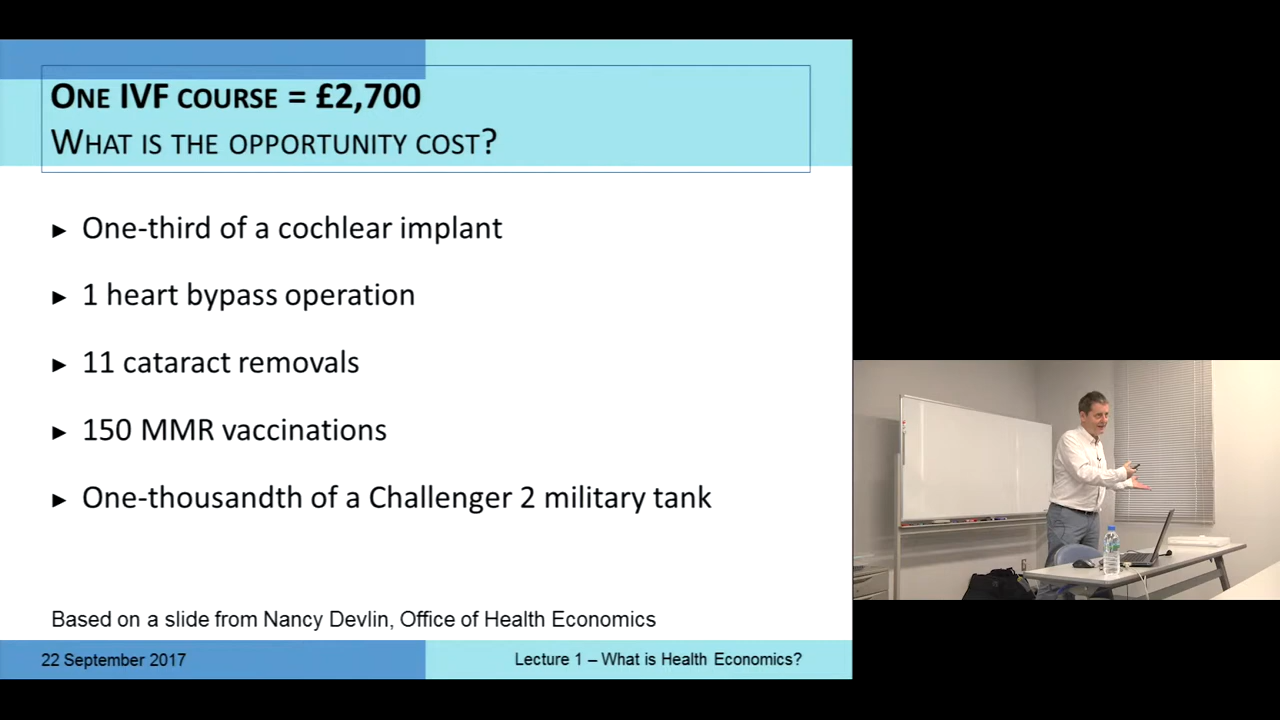 ONE IVF COURSE = £2,700
WHAT IS THE OPPORTUNITY COST?
► One-third of a cochlear implant
► 1 heart bypass operation
► 11 cataract removals
► 150 MMR vaccinations
► One-thousandth of a Challenger 2 military tank
Based on a slide from Nancy Devlin, Office of Health Economics
22 September 2017
Lecture 1 – What is Health Economics?